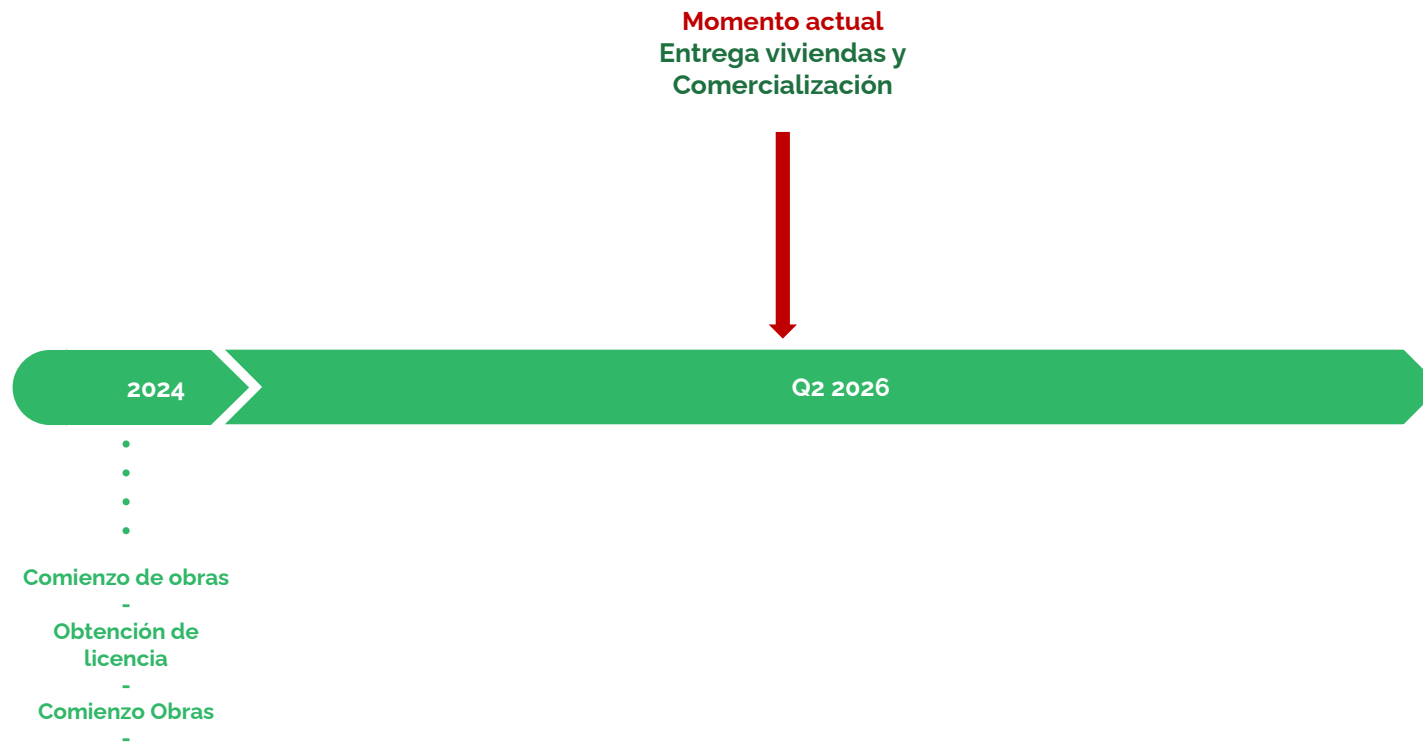 Momento actual
Entrega viviendas y
Comercialización
2024
Q2 2026
•
•
•
•
Comienzo de obras
-
Obtención de
licencia
-
Comienzo Obras
-